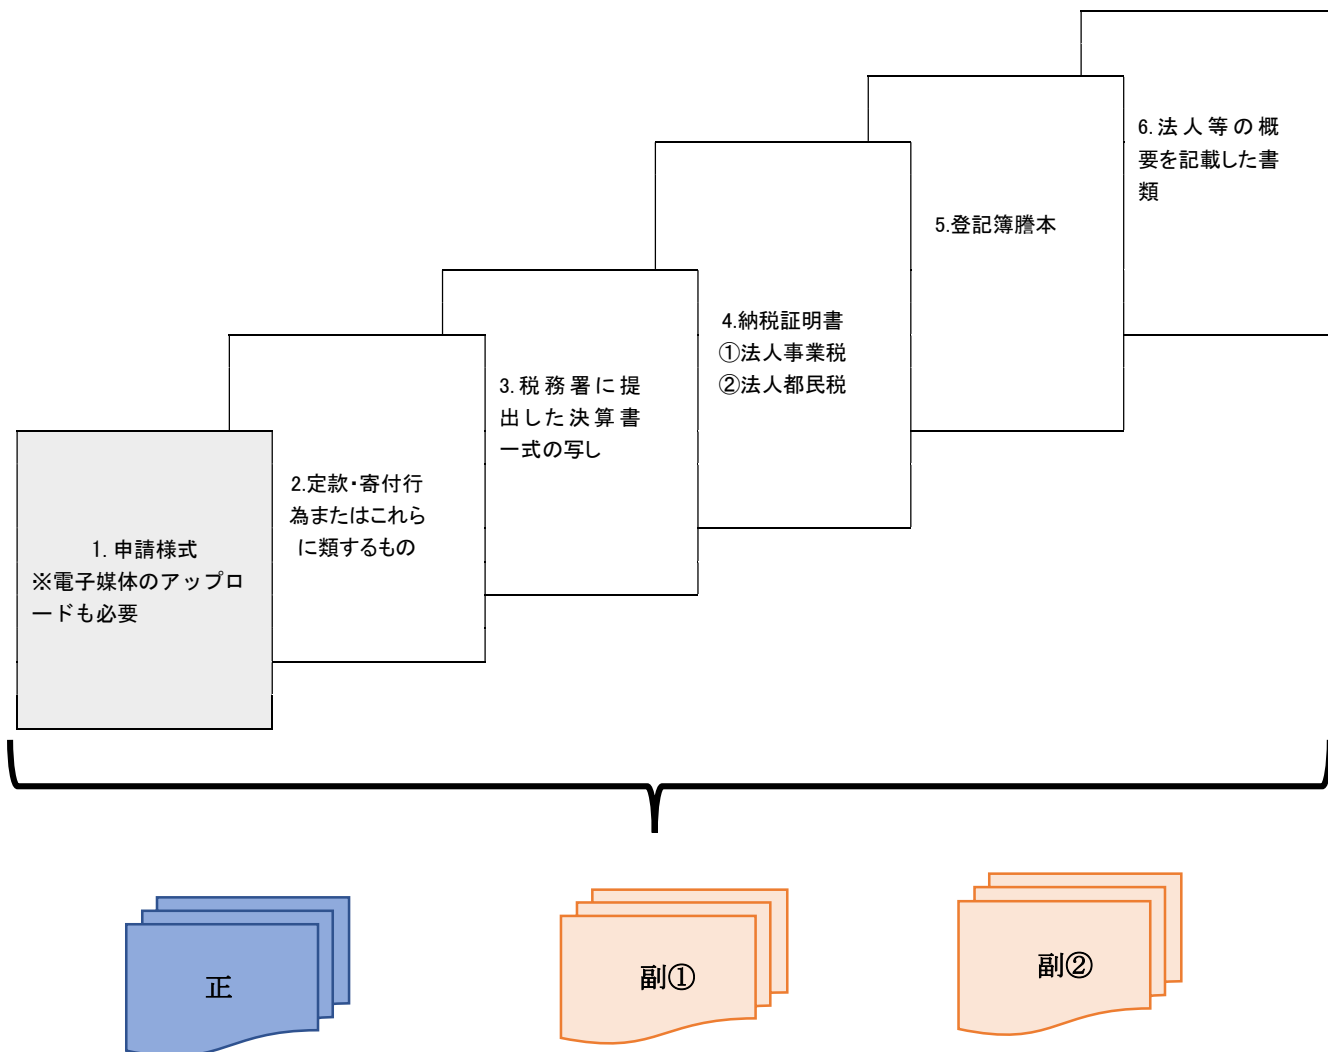 1. 申請様式
※電子媒体のアップロ
ードも必要
2.定款・寄付行
為またはこれら
に類するもの
3.税務署に提
出した決算書
一式の写し
4.納税証明書
①法人事業税
②法人都民税
5.登記簿謄本
6.法人等の概
要を記載した書
類
正
副①
副②